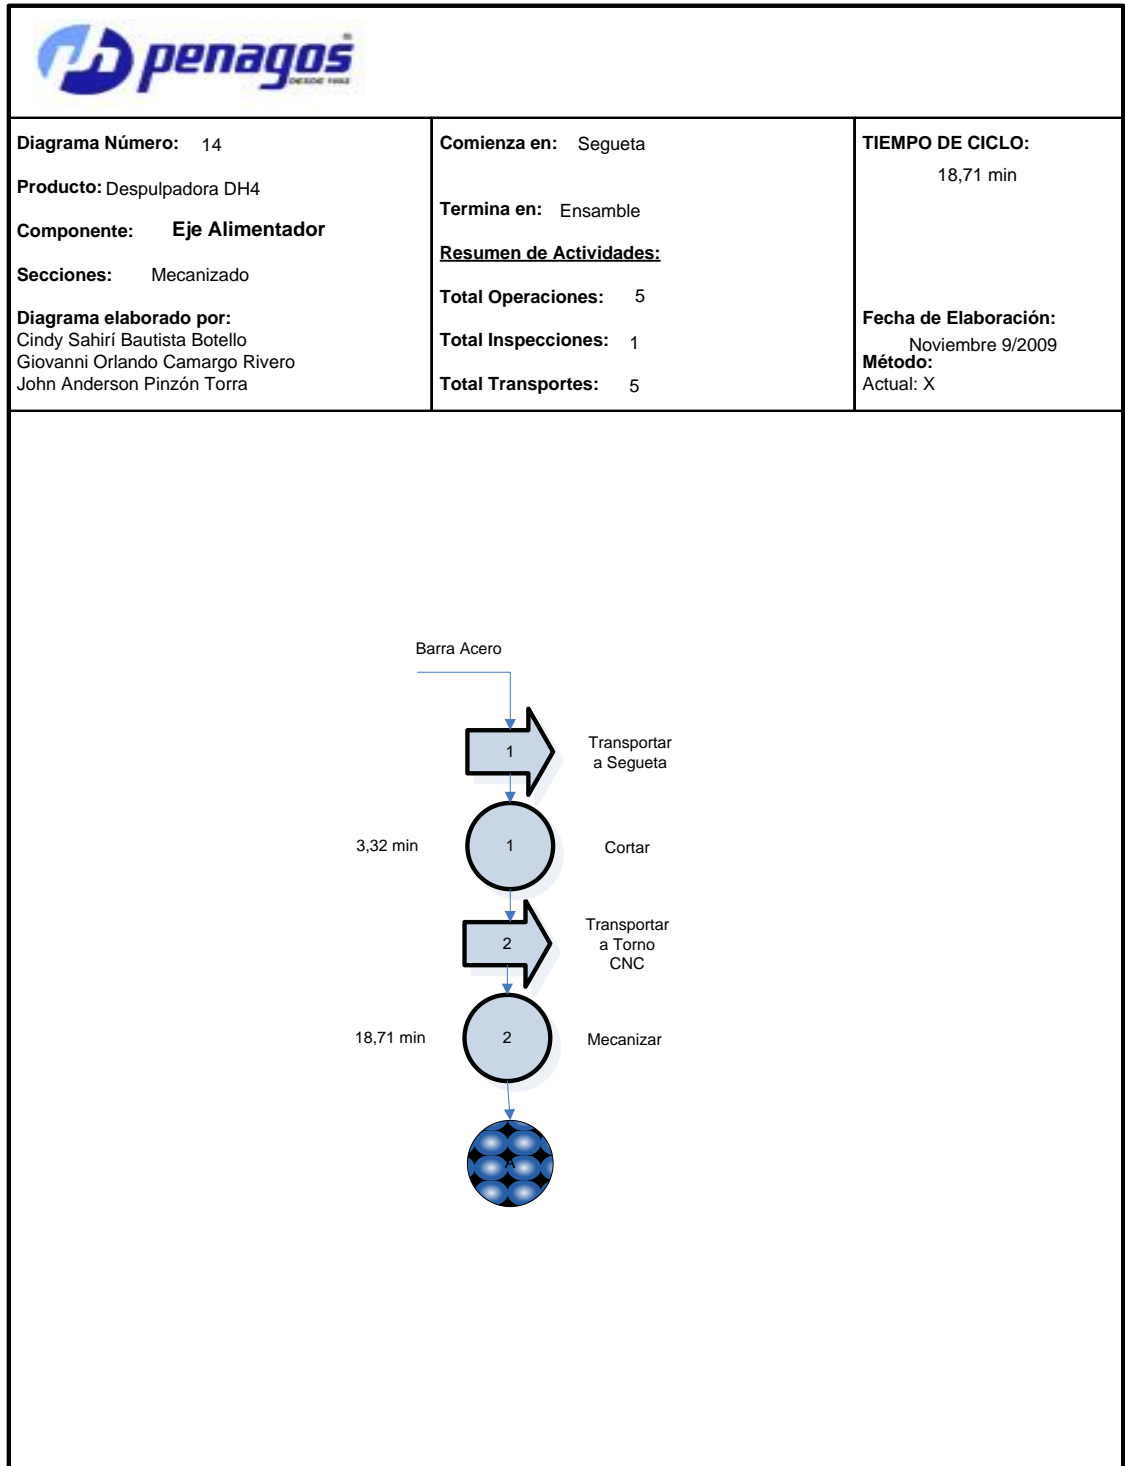 penagos
DESDE 1892
Diagrama Número: 14
Producto: Despulpadora DH4
Componente: Eje Alimentador
Secciones: Mecanizado
Diagrama elaborado por:
Cindy Sahirí Bautista Botello
Giovanni Orlando Camargo Rivero
John Anderson Pinzón Torra
Comienza en: Segueta
Termina en: Ensamble
Resumen de Actividades:
Total Operaciones: 5
Total Inspecciones: 1
Total Transportes: 5
TIEMPO DE CICLO:
18,71 min
Fecha de Elaboración:
Noviembre 9/2009
Método:
Actual: X
Barra Acero
1
Transportar
a Segueta
3,32 min
1
Cortar
2
Transportar
a Torno
CNC
18,71 min
2
Mecanizar
A